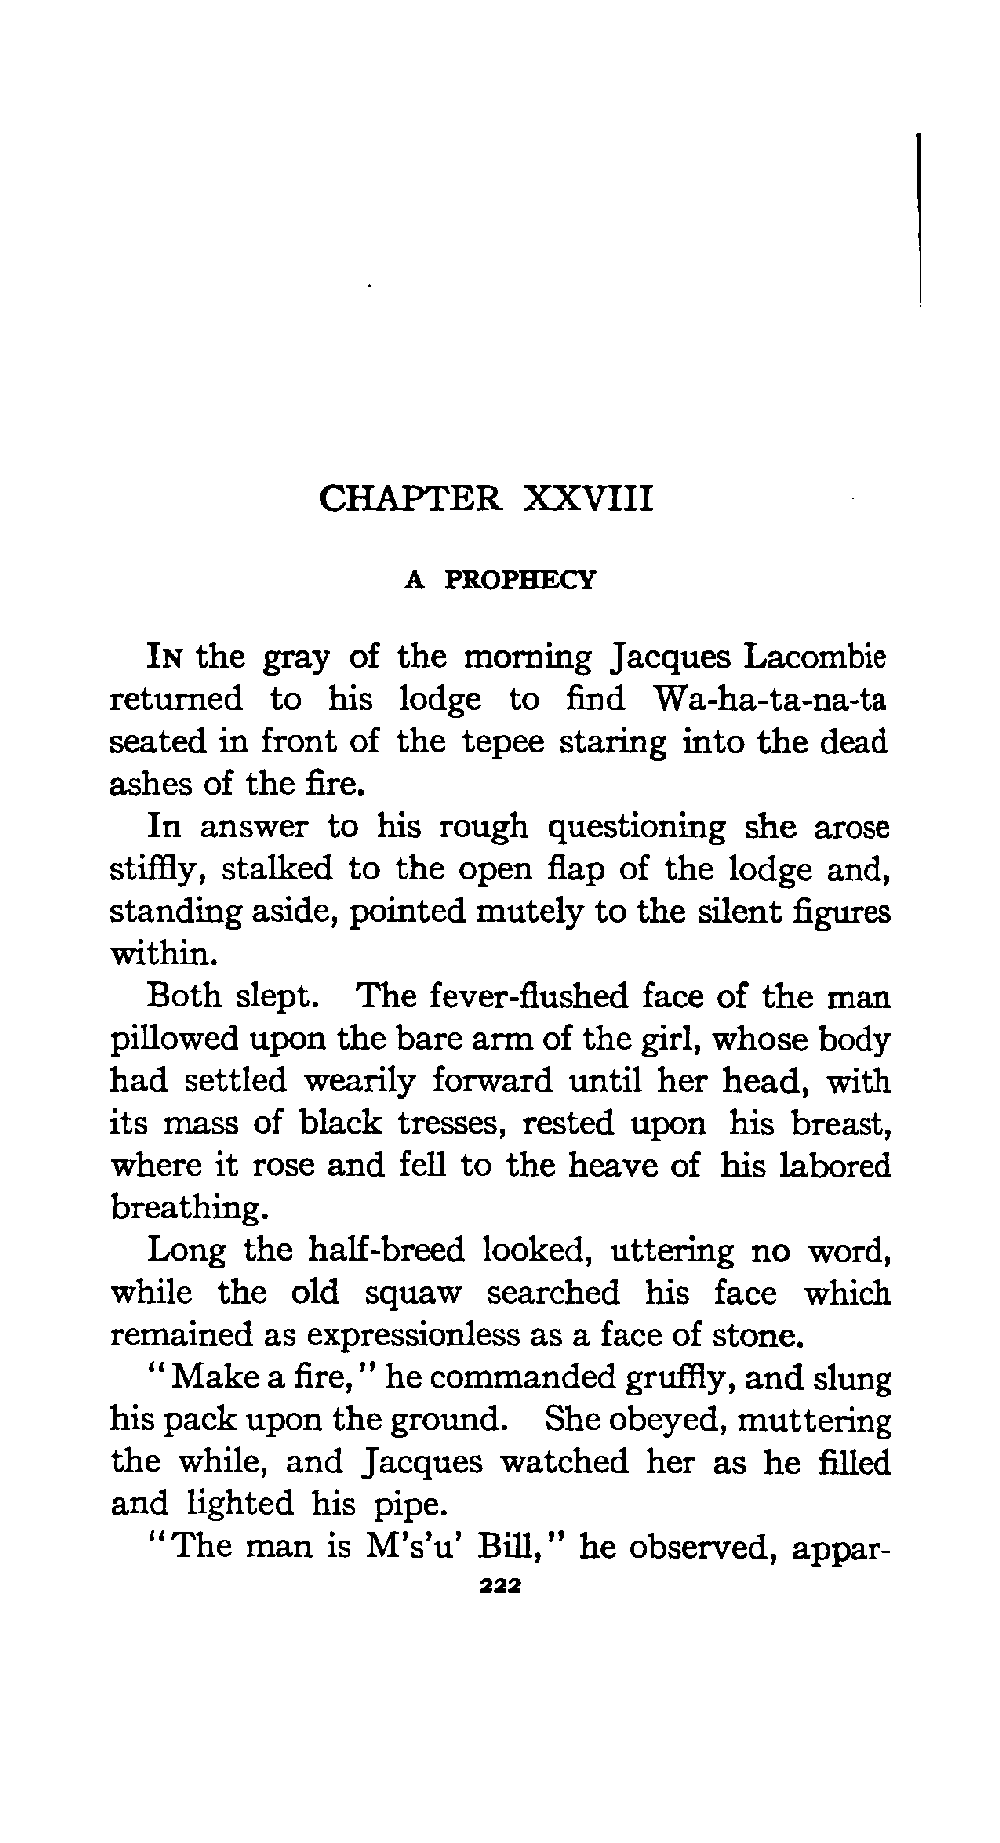 CHAPTER XXVIII
A PROPHECY
In the gray of the morning Jacques Lacombie
returned to his lodge to find Wa-ha-ta-na-ta
seated in front of the tepee staring into the dead
ashes of the fire.
In answer to his rough questioning she arose
stiffly, stalked to the open flap of the lodge and,
standing aside, pointed mutely to the silent figures
within.
Both slept. The fever-flushed face of the man
pillowed upon the bare arm of the girl, whose body
had settled wearily forward until her head, with
its mass of black tresses, rested upon his breast,
where it rose and fell to the heave of his labored
breathing.
Long the half-breed looked, uttering no word,
while the old squaw searched his face which
remained as expressionless as a face of stone.
"Make a fire," he commanded gruffly, and slung
his pack upon the ground. She obeyed, muttering
the while, and Jacques watched her as he filled
and lighted his pipe.
"The man is M's'u' Bill," he observed, appar-
222